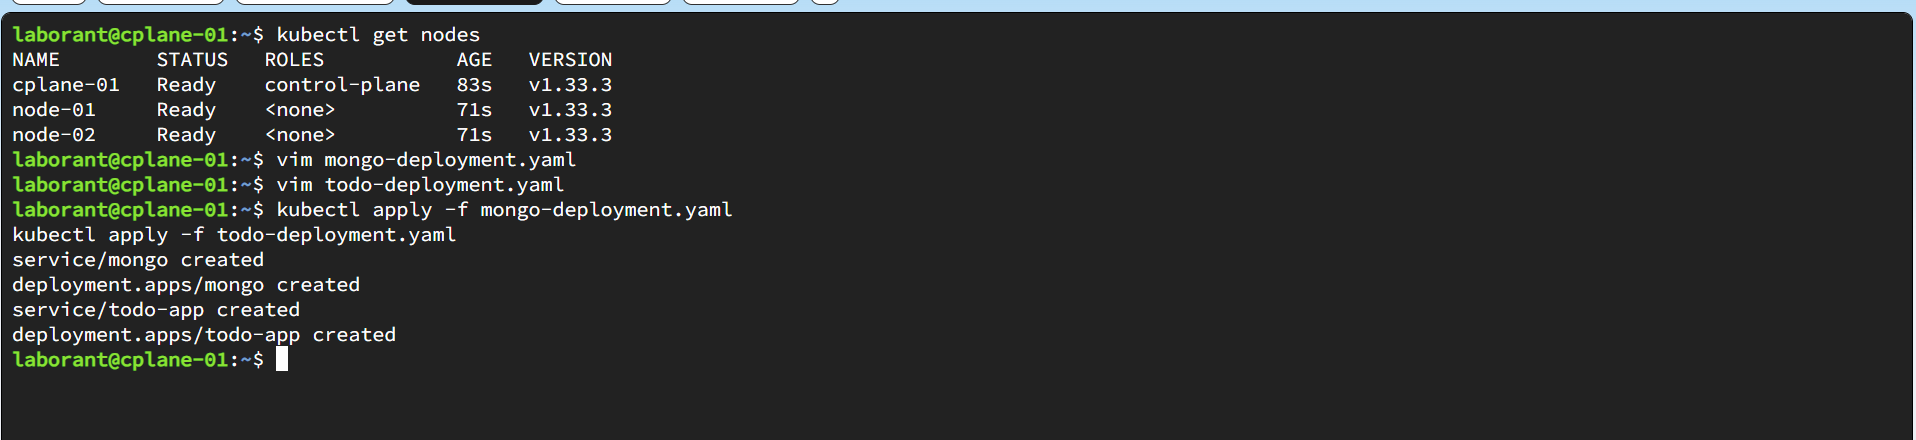 laborant@cplane-01:~$ kubectl get nodes
NAME        STATUS   ROLES           AGE   VERSION
cplane-01   Ready    control-plane   83s   v1.33.3
node-01     Ready    <none>          71s   v1.33.3
node-02     Ready    <none>          71s   v1.33.3
laborant@cplane-01:~$ vim mongo-deployment.yaml
laborant@cplane-01:~$ vim todo-deployment.yaml
laborant@cplane-01:~$ kubectl apply -f mongo-deployment.yaml
kubectl apply -f todo-deployment.yaml
service/mongo created
deployment.apps/mongo created
service/todo-app created
deployment.apps/todo-app created
laborant@cplane-01:~$